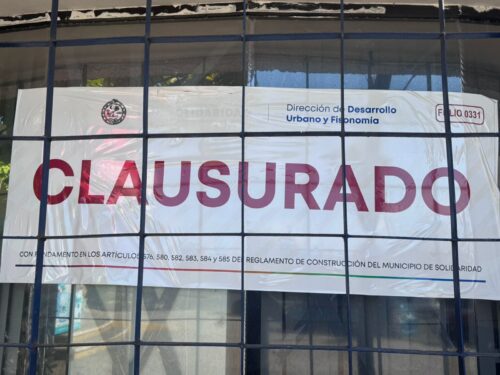 Dirección de Desarrollo
Urbano y Fisonomía
FOLIO 0331
CLAUSURADO
CON FUNDAMENTO EN LOS ARTÍCULOS 576, 580, 582, 583, 584 y 585 DEL REGLAMENTO DE CONSTRUCCIÓN DEL MUNICIPIO DE SOLIDARIDAD